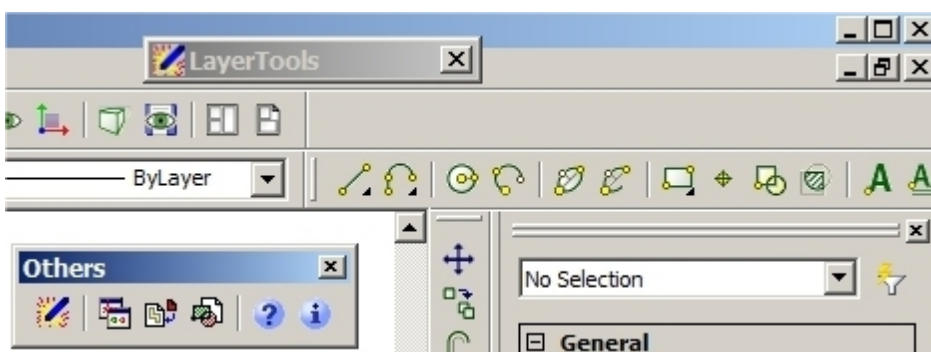 LayerTools
ByLayer
Others
No Selection
General